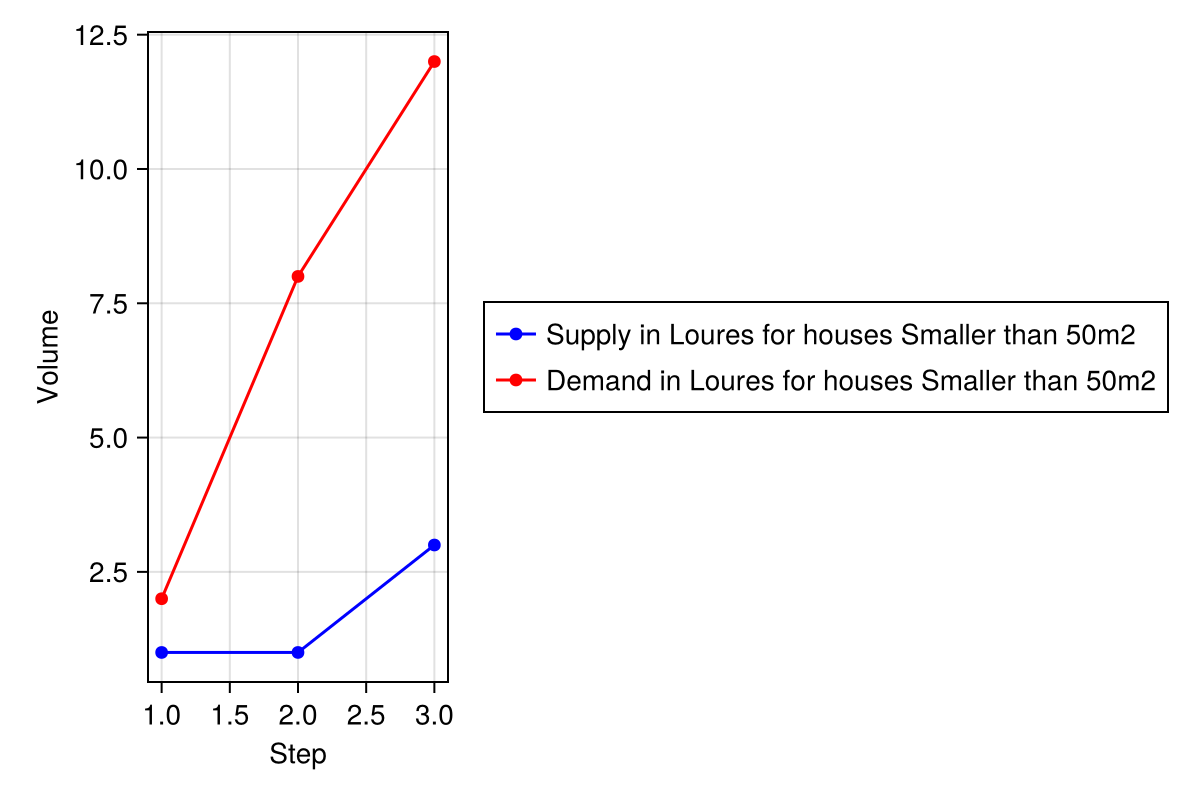 12.5
10.0
7.5
5.0
2.5
Volume
1.0 1.5 2.0 2.5 3.0
Step
Supply in Loures for houses Smaller than 50m2
Demand in Loures for houses Smaller than 50m2